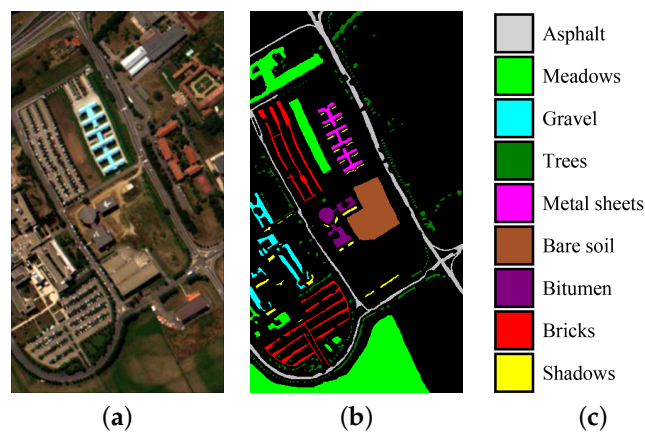 Asphalt
Meadows
Gravel
Trees
Metal sheets
Bare soil
Bitumen
Bricks
Shadows
(a) (b) (c)